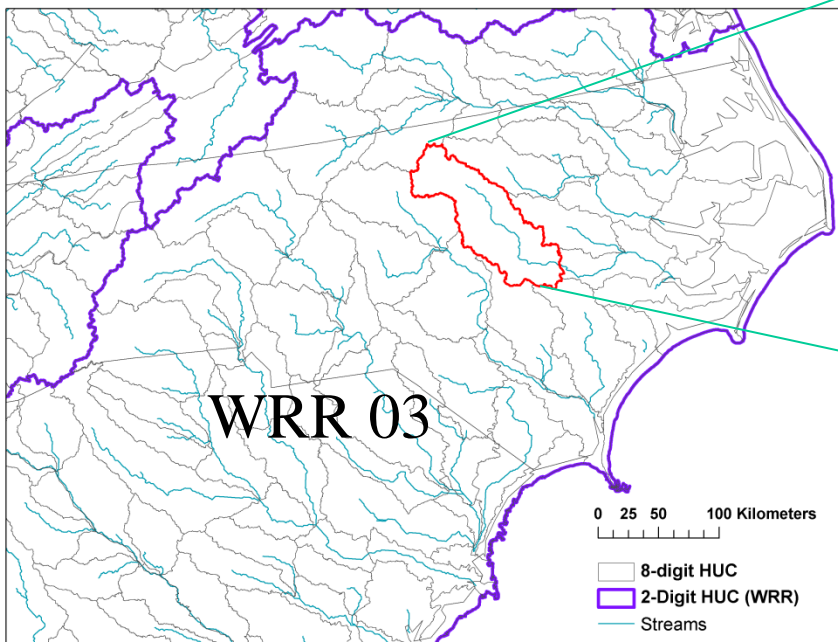 WRR 03
0 25 50 100 Kilometers
8-digit HUC
2-Digit HUC (WRR)
Streams